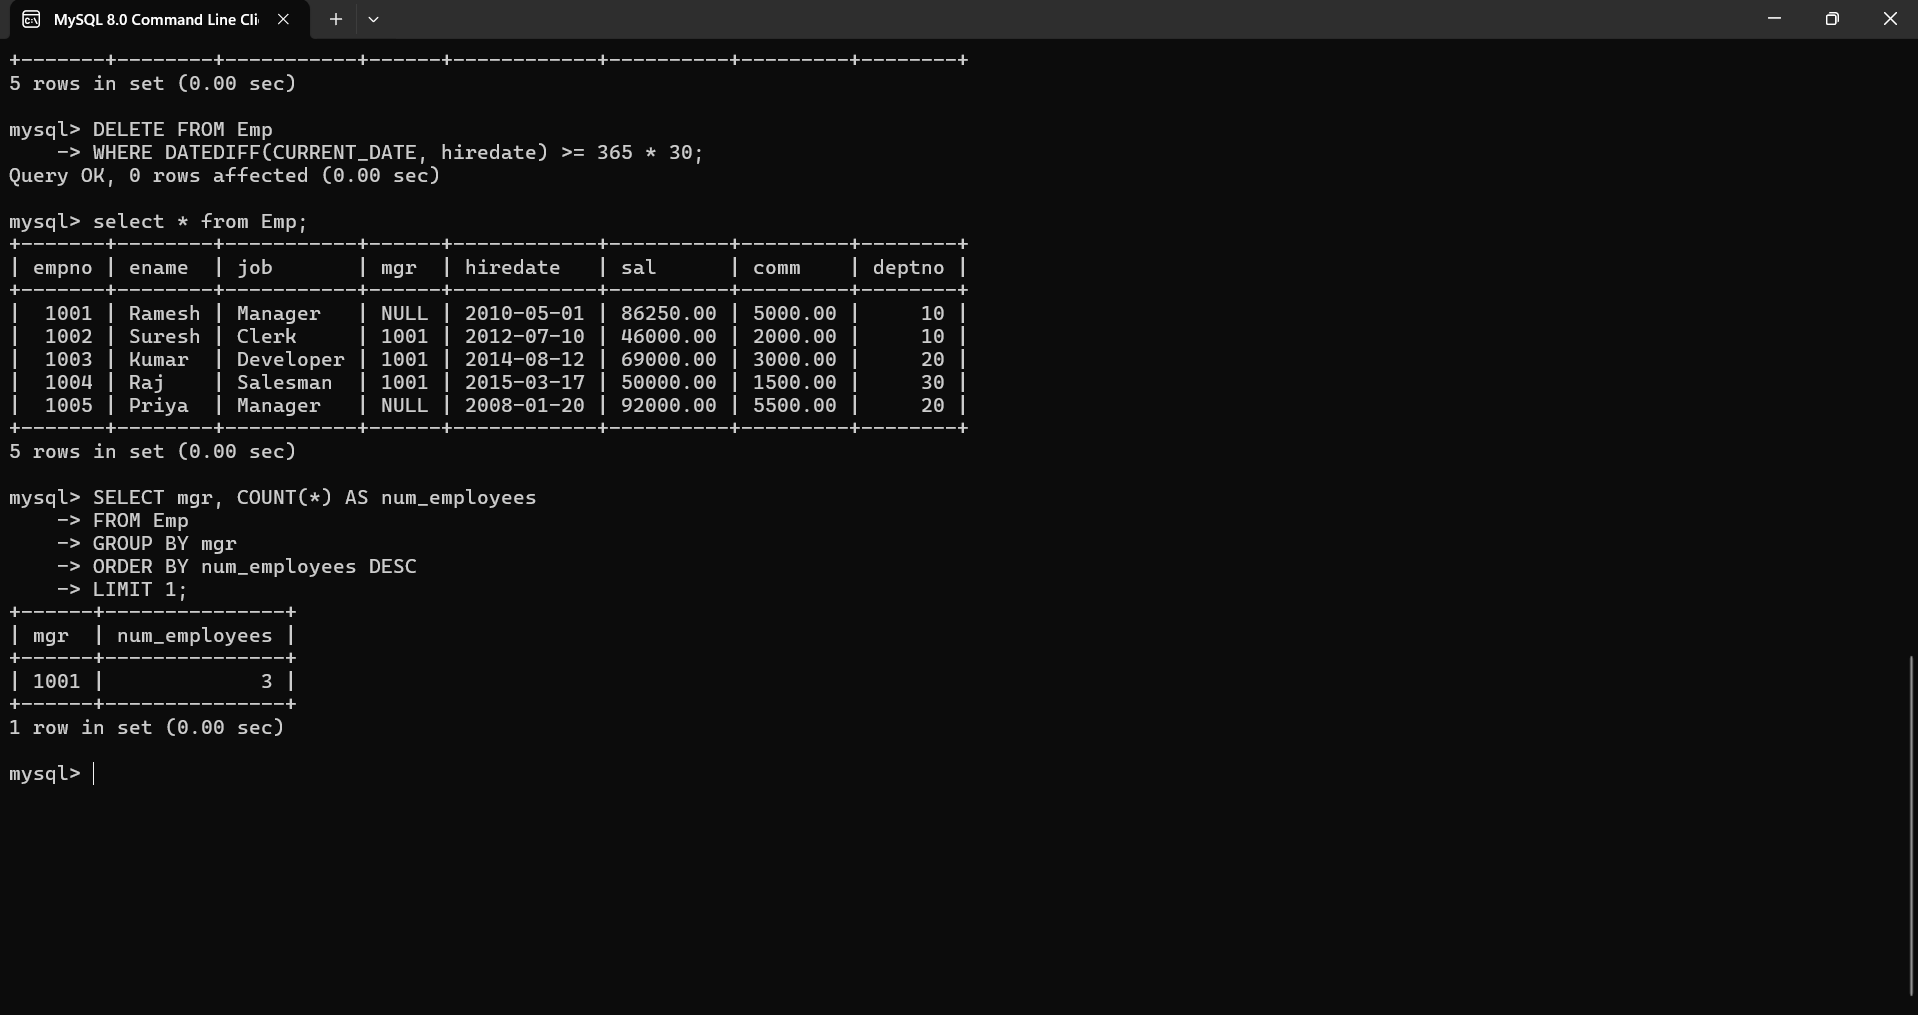 MySQL 8.0 Command Line Cli
+-------+--------+-----------+------+------------+----------+---------+--------+
5 rows in set (0.00 sec)
mysql> DELETE FROM Emp
    -> WHERE DATEDIFF(CURRENT_DATE, hiredate) >= 365 * 30;
Query OK, 0 rows affected (0.00 sec)
mysql> select * from Emp;
+-------+--------+-----------+------+------------+----------+---------+--------+
| empno | ename  | job       | mgr  | hiredate   | sal      | comm    | deptno |
+-------+--------+-----------+------+------------+----------+---------+--------+
|  1001 | Ramesh | Manager   | NULL | 2010-05-01 | 86250.00 | 5000.00 |     10 |
|  1002 | Suresh | Clerk     | 1001 | 2012-07-10 | 46000.00 | 2000.00 |     10 |
|  1003 | Kumar  | Developer | 1001 | 2014-08-12 | 69000.00 | 3000.00 |     20 |
|  1004 | Raj    | Salesman  | 1001 | 2015-03-17 | 50000.00 | 1500.00 |     30 |
|  1005 | Priya  | Manager   | NULL | 2008-01-20 | 92000.00 | 5500.00 |     20 |
+-------+--------+-----------+------+------------+----------+---------+--------+
5 rows in set (0.00 sec)
mysql> SELECT mgr, COUNT(*) AS num_employees
    -> FROM Emp
    -> GROUP BY mgr
    -> ORDER BY num_employees DESC
    -> LIMIT 1;
+------+---------------+
| mgr  | num_employees |
+------+---------------+
| 1001 |             3 |
+------+---------------+
1 row in set (0.00 sec)
mysql>